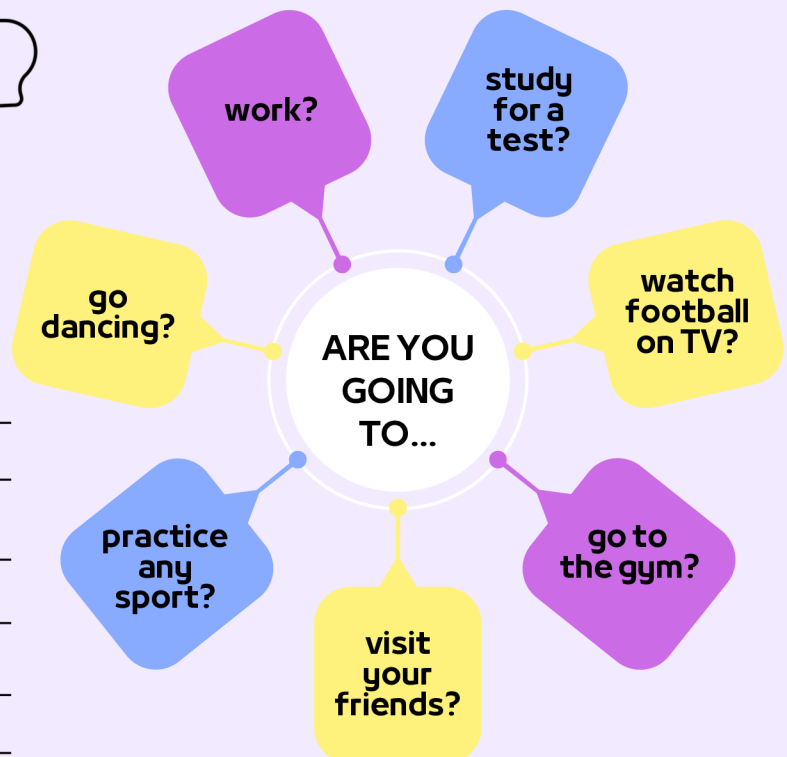 work?
study
for a
test?
go
dancing?
watch
football
on TV?
ARE YOU
GOING
TO...
practice
any
sport?
go to
the gym?
visit
your
friends?